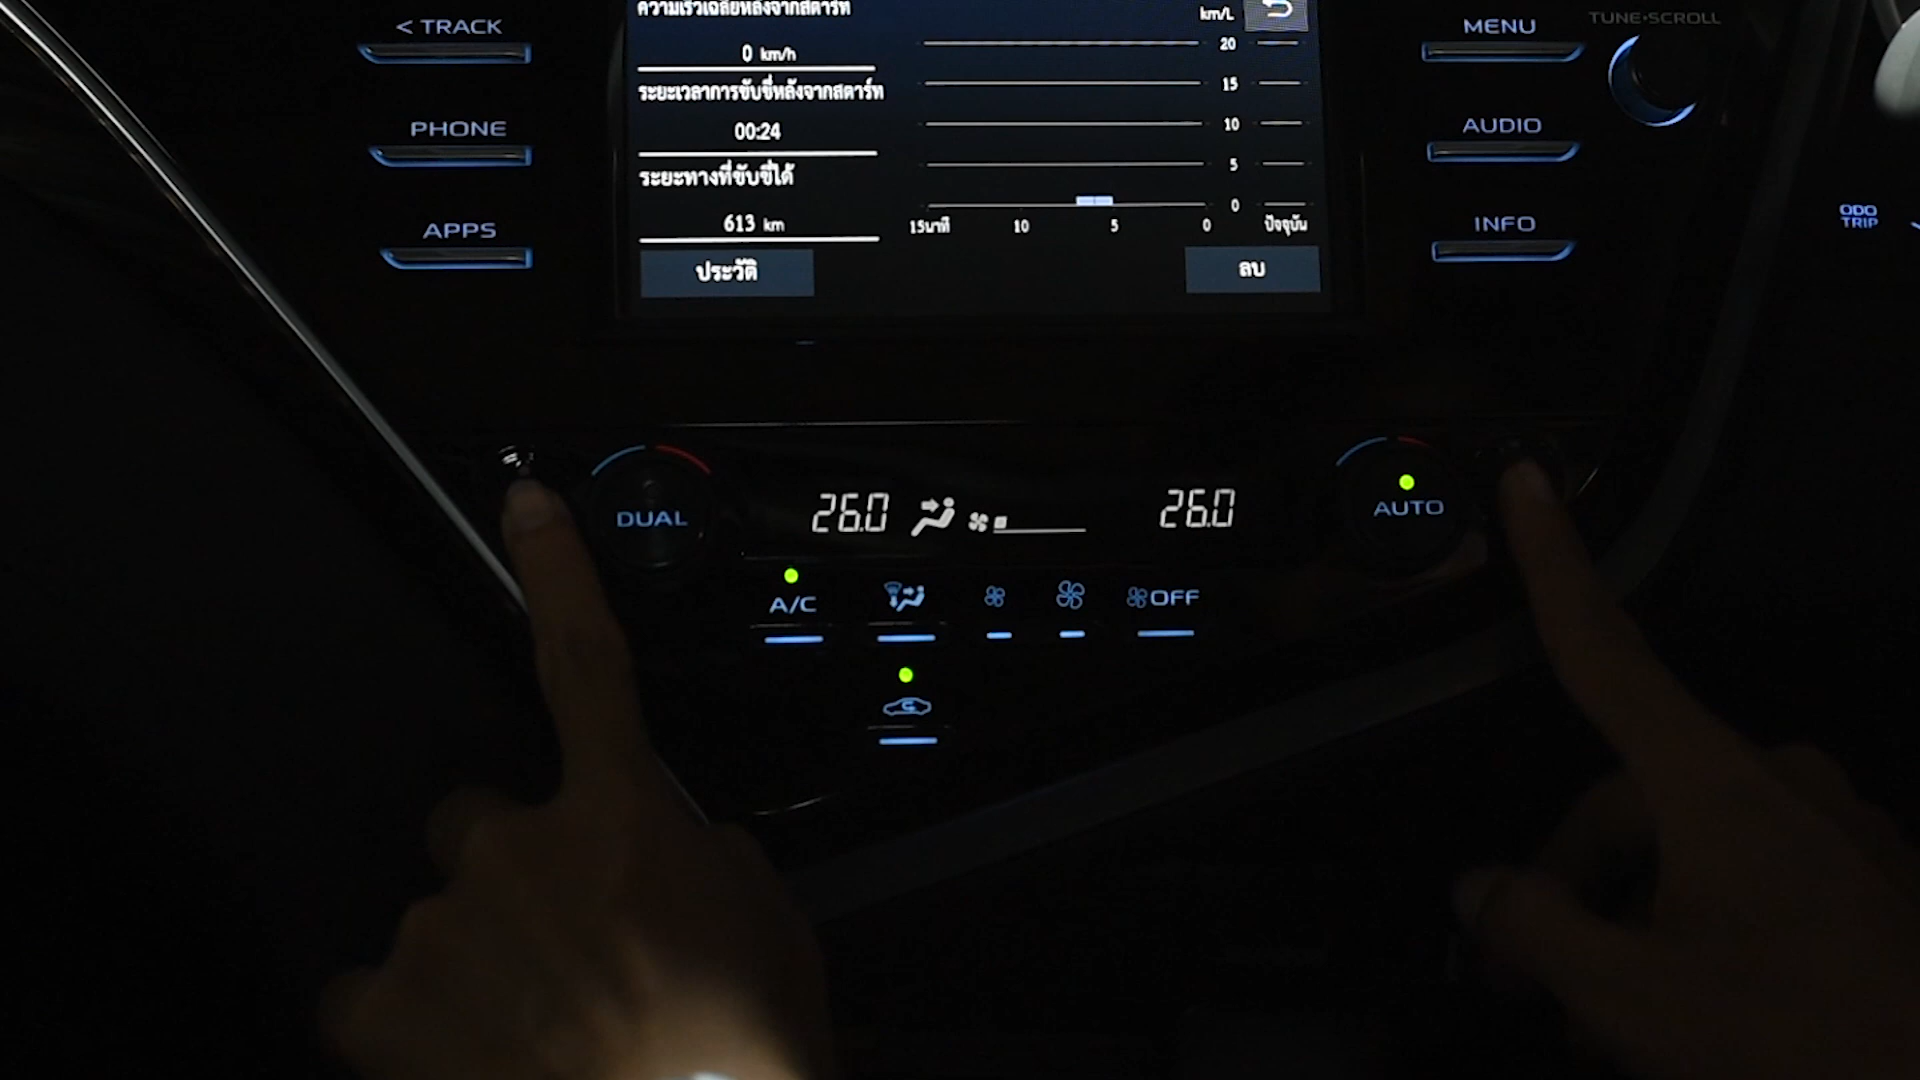 < TRACK
PHONE
APPS
ความเร็วเฉลี่ยหลังจากสตาร์ท
0 km/h
ระยะเวลาการขับขี่หลังจากสตาร์ท
00:24
ระยะทางที่ขับขี่ได้
613 km
ประวัติ
km/L
20
15
10
5
0
15นาที 10 5 0 ปัจจุบัน
ลบ
MENU
AUDIO
INFO
TUNE•SCROLL
ODO
TRIP
DUAL
26.0
26.0
AUTO
A/C
OFF